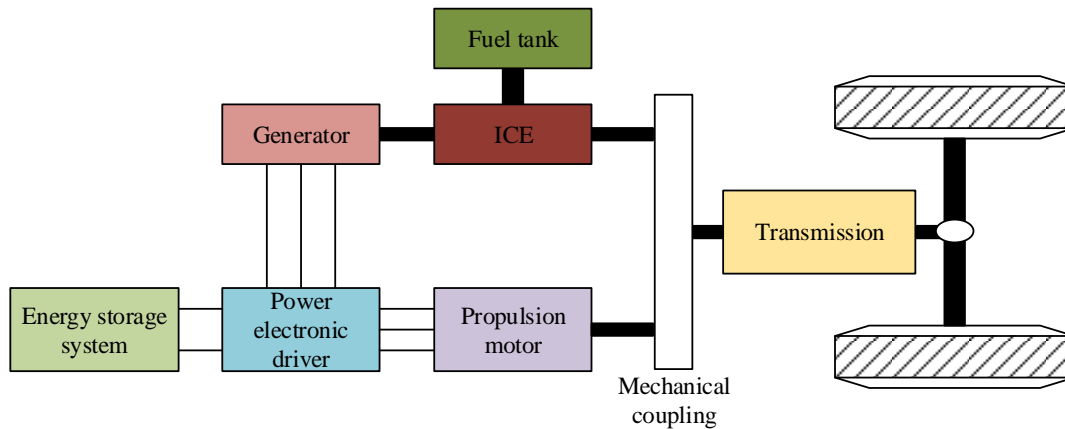 Fuel tank
Generator
ICE
Transmission
Energy storage
system
Power
electronic
driver
Propulsion
motor
Mechanical
coupling